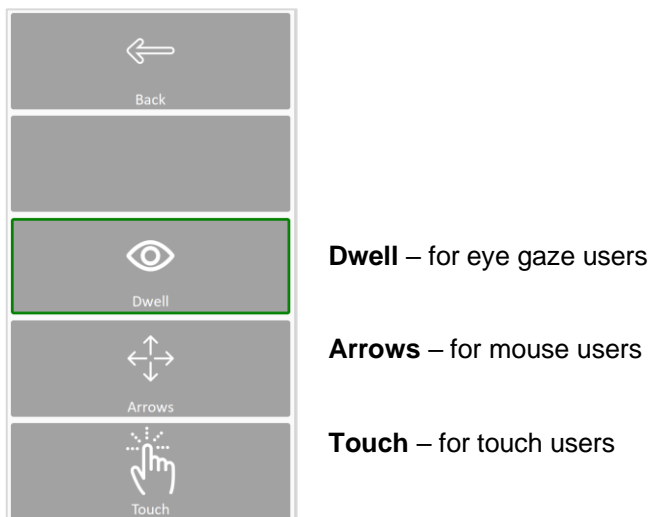 Back
Dwell
Dwell – for eye gaze users
Arrows
Arrows – for mouse users
Touch
Touch – for touch users